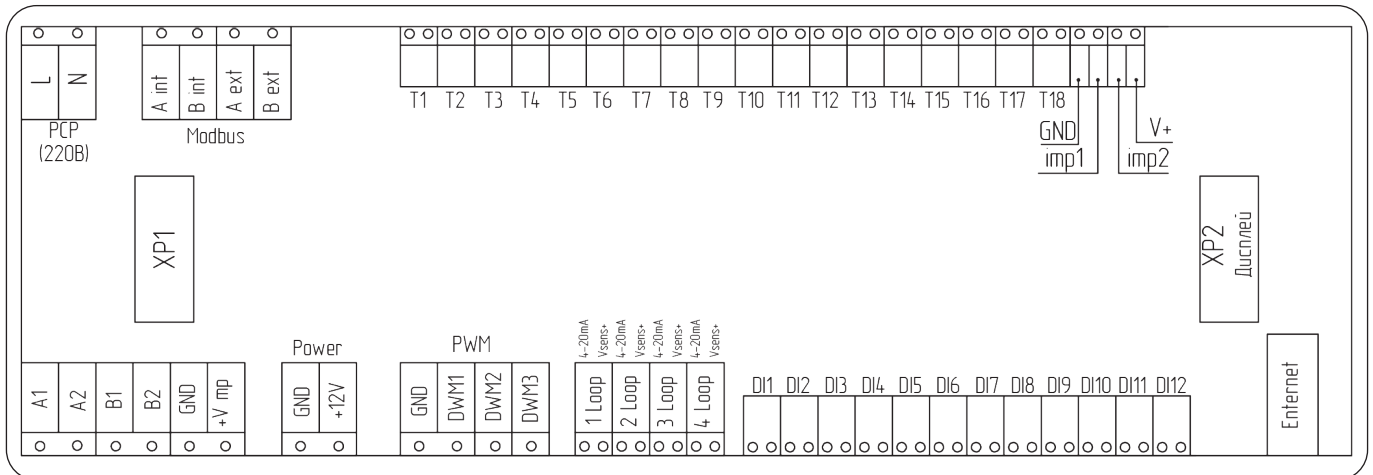 L
N
PCP
(220В)
A int
B int
A ext
B ext
Modbus
T1 T2 T3 T4 T5 T6 T7 T8 T9 T10 T11 T12 T13 T14 T15 T16 T17 T18
GND
imp1
V+
imp2
XP1
XP2
Дисплей
A1
A2
B1
B2
GND
+V mp
Power
GND
+12V
PWM
GND
DWM1
DWM2
DWM3
4-20mA
Vsens+
4-20mA
Vsens+
4-20mA
Vsens+
4-20mA
Vsens+
1 Loop
2 Loop
3 Loop
4 Loop
DI1 DI2 DI3 DI4 DI5 DI6 DI7 DI8 DI9 DI10 DI11 DI12
Enternet